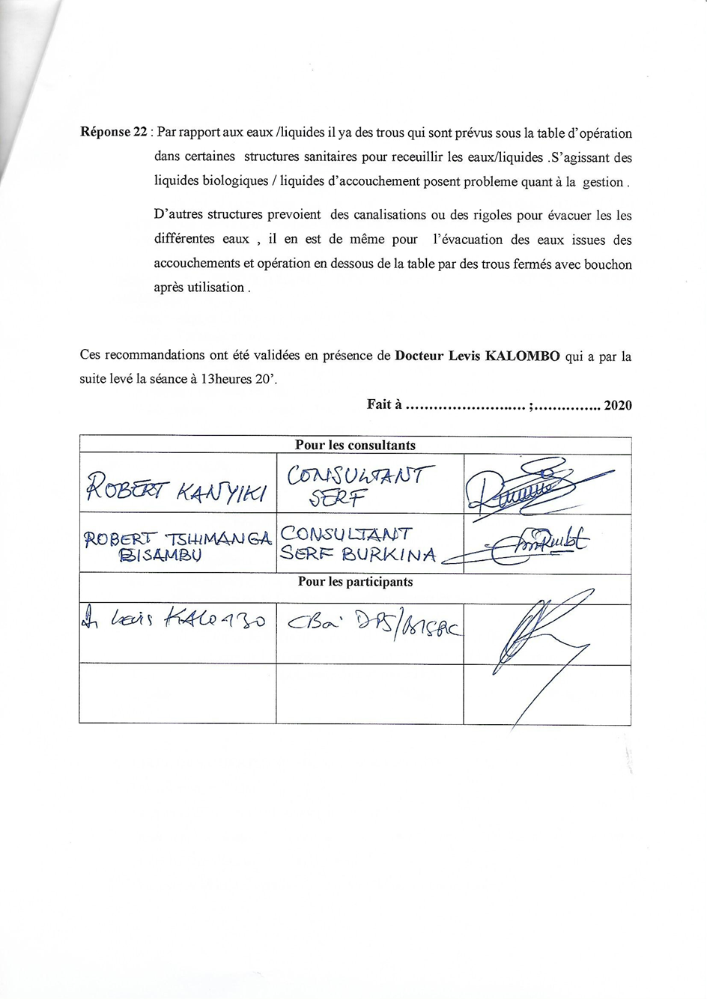 Réponse 22 : Par rapport aux eaux /liquides il ya des trous qui sont prévus sous la table d'opération
dans certaines structures sanitaires pour receuillir les eaux/liquides .S'agissant des
liquides biologiques / liquides d'accouchement posent probleme quant à la gestion .
D'autres structures prevoient des canalisations ou des rigoles pour évacuer les les
différentes eaux , il en est de même pour l'évacuation des eaux issues des
accouchements et opération en dessous de la table par des trous fermés avec bouchon
après utilisation .
Ces recommandations ont été validées en présence de Docteur Levis KALOMBO qui a par la
suite levé la séance à 13heures 20'.
Fait à ........................... ;............... 2020
Pour les consultants
ROBERT KANYIKI
CONSULTANT
SERF
ROBERT TSHIMANGA
BISAMBU
CONSULTANT
SERF BURKINA
Pour les participants
Levis KALOMBO
DPS/